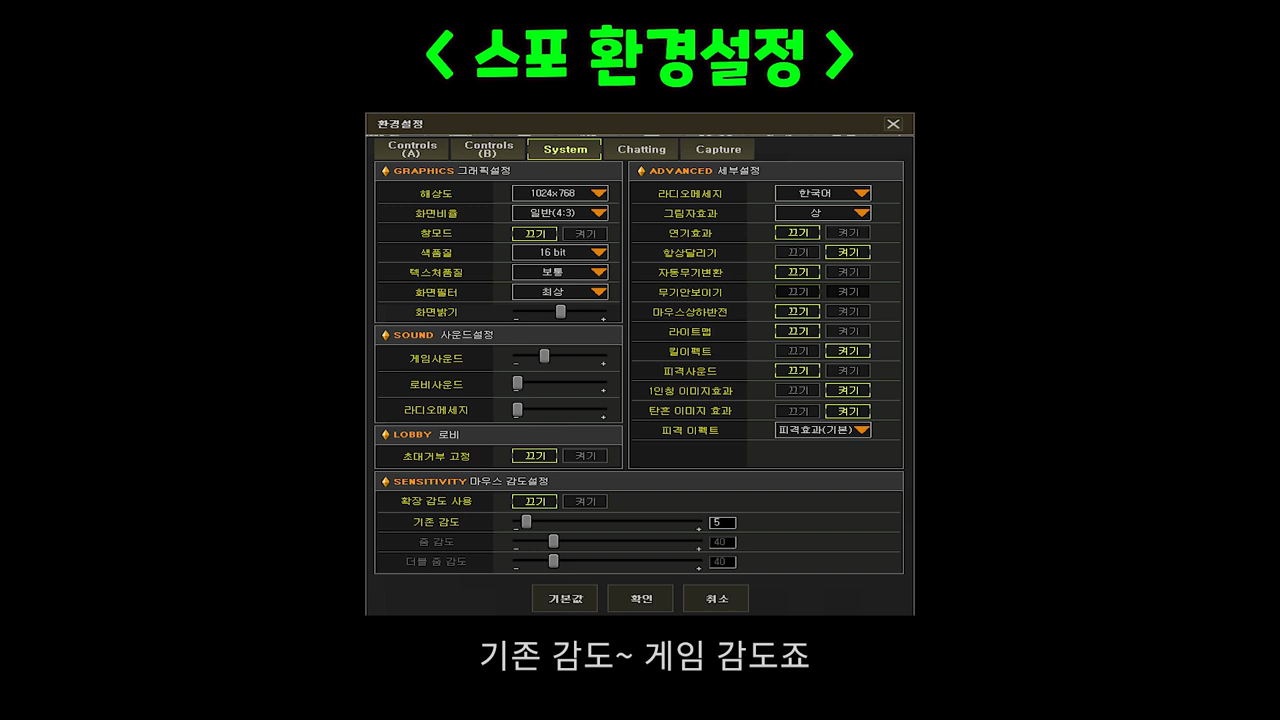 < 스포 환경설정 >
환경설정
Controls (A)
Controls (B)
System
Chatting
Capture
GRAPHICS 그래픽설정
해상도 1024x768
화면비율 일반(4:3)
창모드 끄기 켜기
색품질 16 bit
텍스처품질 보통
화면필터 최상
화면밝기 - +
SOUND 사운드설정
게임사운드 - +
로비사운드 - +
라디오메세지 - +
LOBBY 로비
초대거부 고정 끄기 켜기
ADVANCED 세부설정
라디오메세지 한국어
그림자효과 상
연기효과 끄기 켜기
항상달리기 끄기 켜기
자동무기변환 끄기 켜기
무기안보이기 끄기 켜기
마우스상하반전 끄기 켜기
라이트맵 끄기 켜기
킬이펙트 끄기 켜기
피격사운드 끄기 켜기
1인칭 이미지효과 끄기 켜기
탄흔 이미지 효과 끄기 켜기
피격 이펙트 피격효과(기본)
SENSITIVITY 마우스 감도설정
확장 감도 사용 끄기 켜기
기존 감도 - + 5
줌 감도 - + 40
더블 줌 감도 - + 40
기본값 확인 취소
기존 감도~ 게임 감도죠